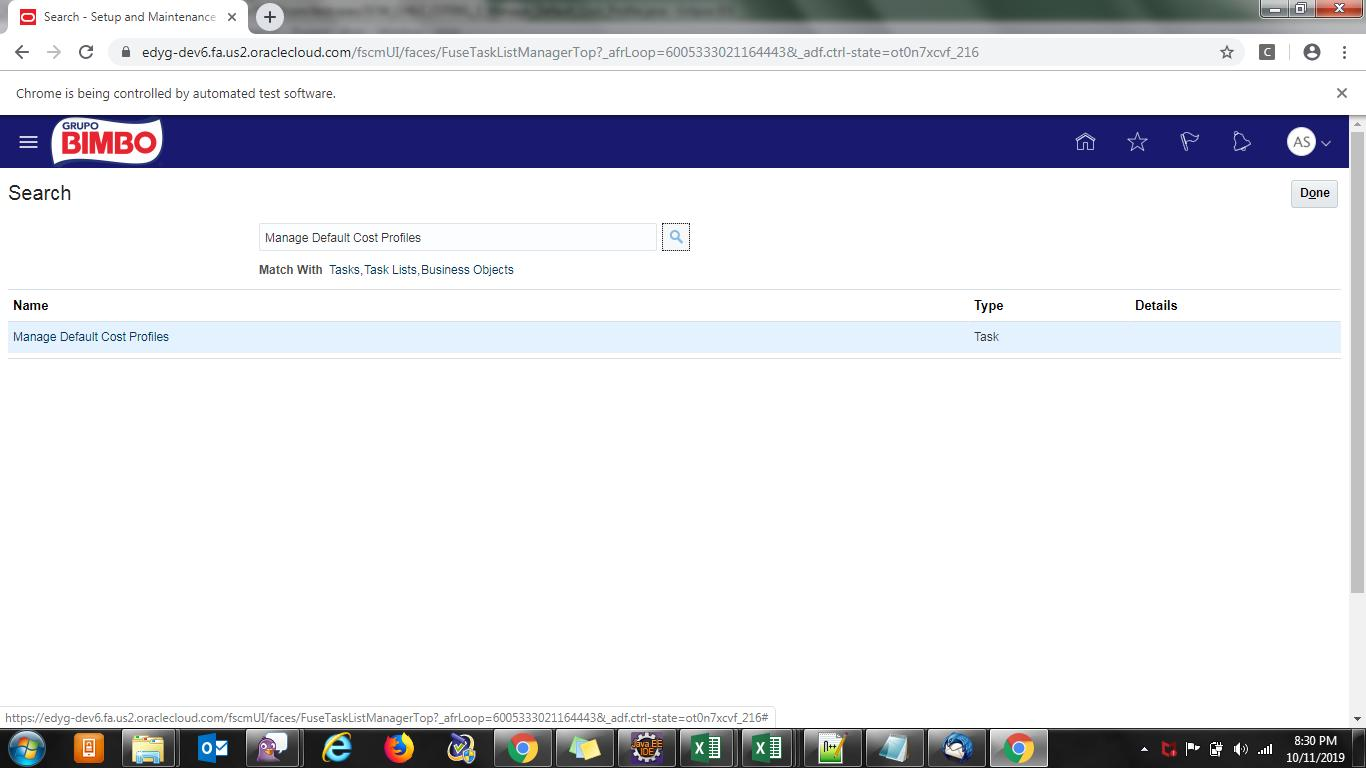 Search - Setup and Maintenance
edyg-dev6.fa.us2.oraclecloud.com/fscmUI/faces/FuseTaskListManagerTop?_afrLoop=6005333021164443&_adf.ctrl-state=ot0n7xcvf_216
C
Chrome is being controlled by automated test software.
GRUPO
BIMBO
AS
Search
Done
Manage Default Cost Profiles
Match With Tasks, Task Lists, Business Objects
Name Type Details
Manage Default Cost Profiles Task
https://edyg-dev6.fa.us2.oraclecloud.com/fscmUI/faces/FuseTaskListManagerTop?_afrLoop=6005333021164443&_adf.ctrl-state=ot0n7xcvf_216#
Java EE
IDE
8:30 PM
10/11/2019